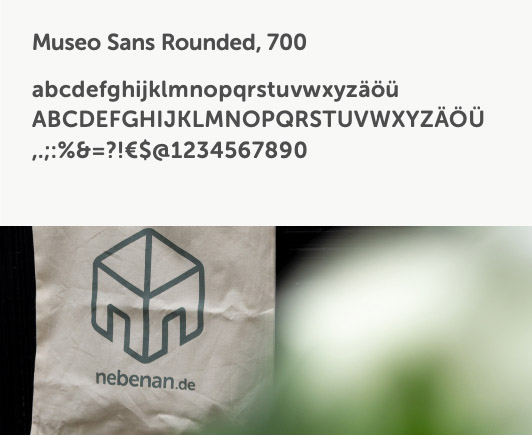 Museo Sans Rounded, 700
abcdefghijklmnopqrstuvwxyzäöü
ABCDEFGHIJKLMNOPQRSTUVWXYZÄÖÜ
,.;:%&=?!€$@1234567890
nebenan.de